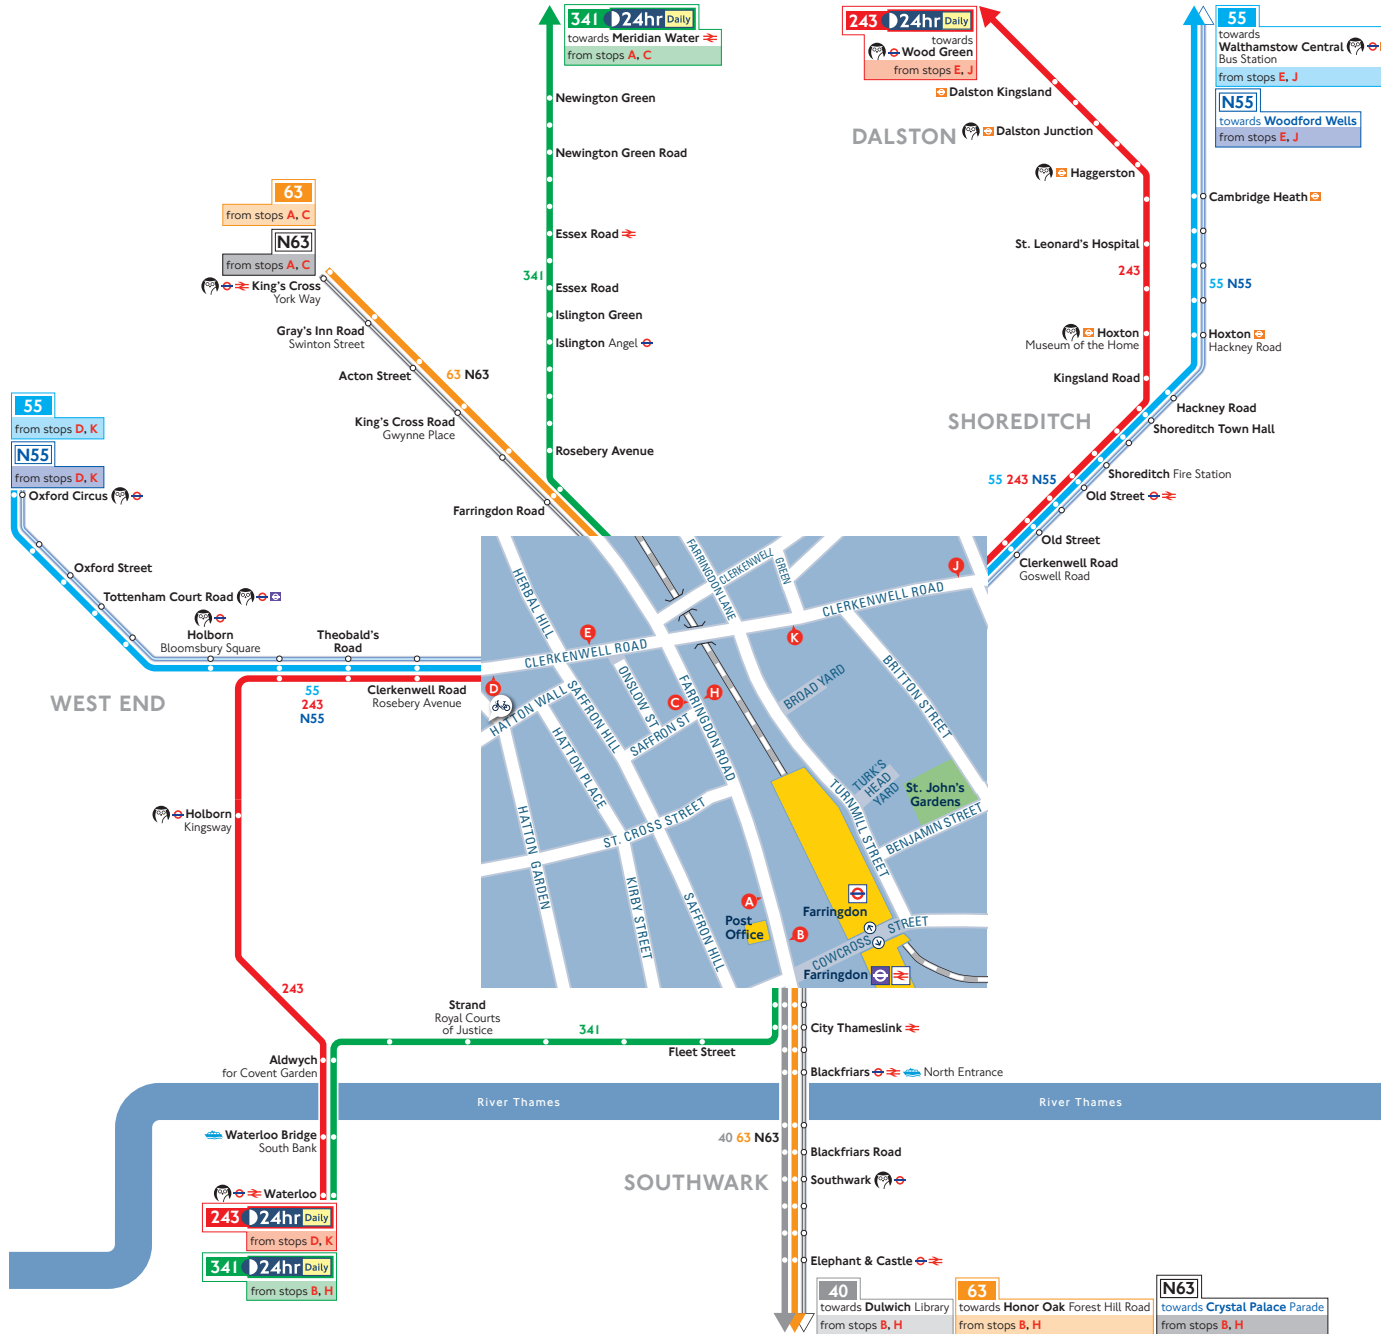 341 24hr Daily
towards Meridian Water
from stops A, C
243 24hr Daily
towards
Wood Green
from stops E, J
55
towards
Walthamstow Central
Bus Station
from stops E, J
N55
towards Woodford Wells
from stops E, J
Newington Green
Newington Green Road
Essex Road
341
Essex Road
Islington Green
Islington Angel
Rosebery Avenue
Dalston Kingsland
DALSTON
Dalston Junction
Haggerston
St. Leonard's Hospital
243
Hoxton
Museum of the Home
Kingsland Road
SHOREDITCH
Cambridge Heath
55 N55
Hoxton
Hackney Road
Hackney Road
Shoreditch Town Hall
Shoreditch Fire Station
55 243 N55
Old Street
Old Street
Clerkenwell Road
Goswell Road
63
from stops A, C
N63
from stops A, C
King's Cross
York Way
Gray's Inn Road
Swinton Street
Acton Street
63 N63
King's Cross Road
Gwynne Place
Farringdon Road
55
from stops D, K
N55
from stops D, K
Oxford Circus
Oxford Street
Tottenham Court Road
Holborn
Bloomsbury Square
Theobald's
Road
55
243
N55
Clerkenwell Road
Rosebery Avenue
WEST END
Holborn
Kingsway
243
HERBAL HILL
FARRINGDON LANE
CLERKENWELL
GREEN
CLERKENWELL ROAD
CLERKENWELL ROAD
J
E
K
D
C
H
HATTON WALL
SAFFRON HILL
ONSLOW ST
SAFFRON ST
FARRINGDON ROAD
BROAD YARD
BRITTON STREET
HATTON PLACE
TURK'S
HEAD
YARD
St. John's
Gardens
TURNMILL STREET
BENJAMIN STREET
HATTON GARDEN
ST. CROSS STREET
KIRBY STREET
SAFFRON HILL
A
Post
Office
B
Farringdon
COWCROSS STREET
Farringdon
Strand
Royal Courts
of Justice
341
Fleet Street
Aldwych
for Covent Garden
City Thameslink
Blackfriars North Entrance
River Thames
River Thames
Waterloo Bridge
South Bank
40 63 N63
Blackfriars Road
SOUTHWARK
Southwark
Waterloo
243 24hr Daily
from stops D, K
341 24hr Daily
from stops B, H
Elephant & Castle
40
towards Dulwich Library
from stops B, H
63
towards Honor Oak Forest Hill Road
from stops B, H
N63
towards Crystal Palace Parade
from stops B, H